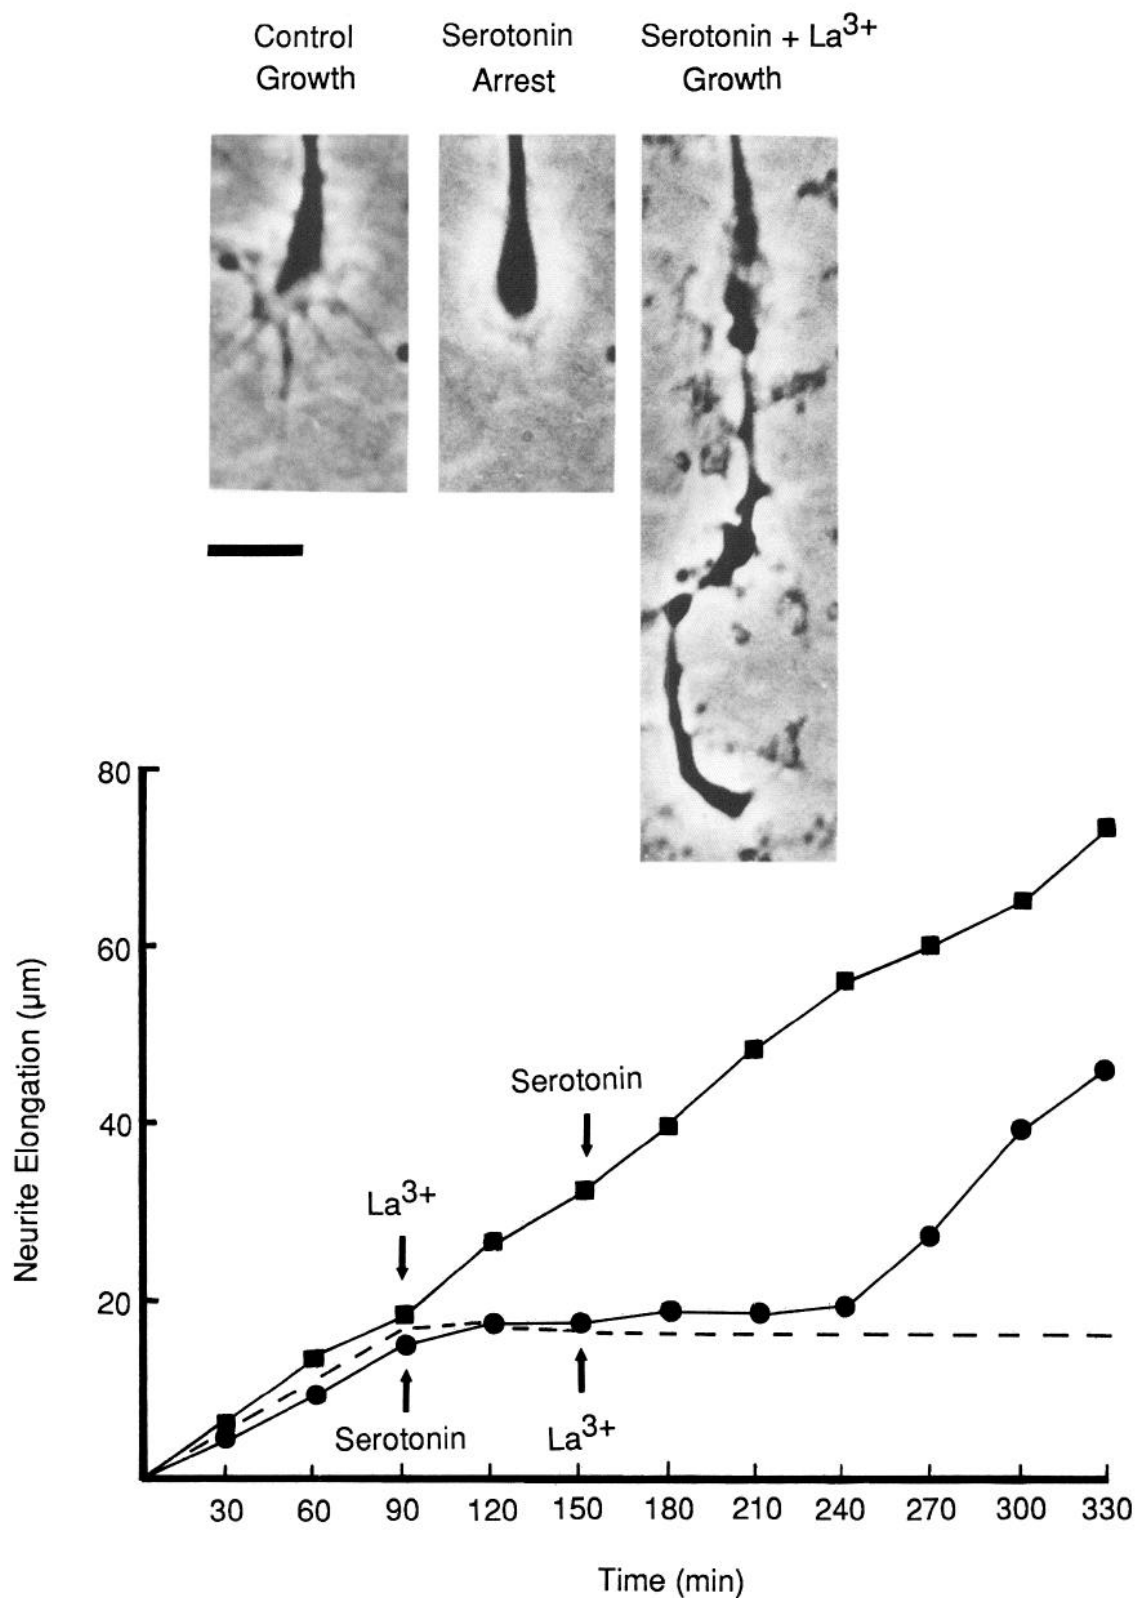 Control
Growth
Serotonin
Arrest
Serotonin + La³⁺
Growth
80
60
40
20
Neurite Elongation (µm)
Serotonin
La³⁺
Serotonin
La³⁺
30 60 90 120 150 180 210 240 270 300 330
Time (min)